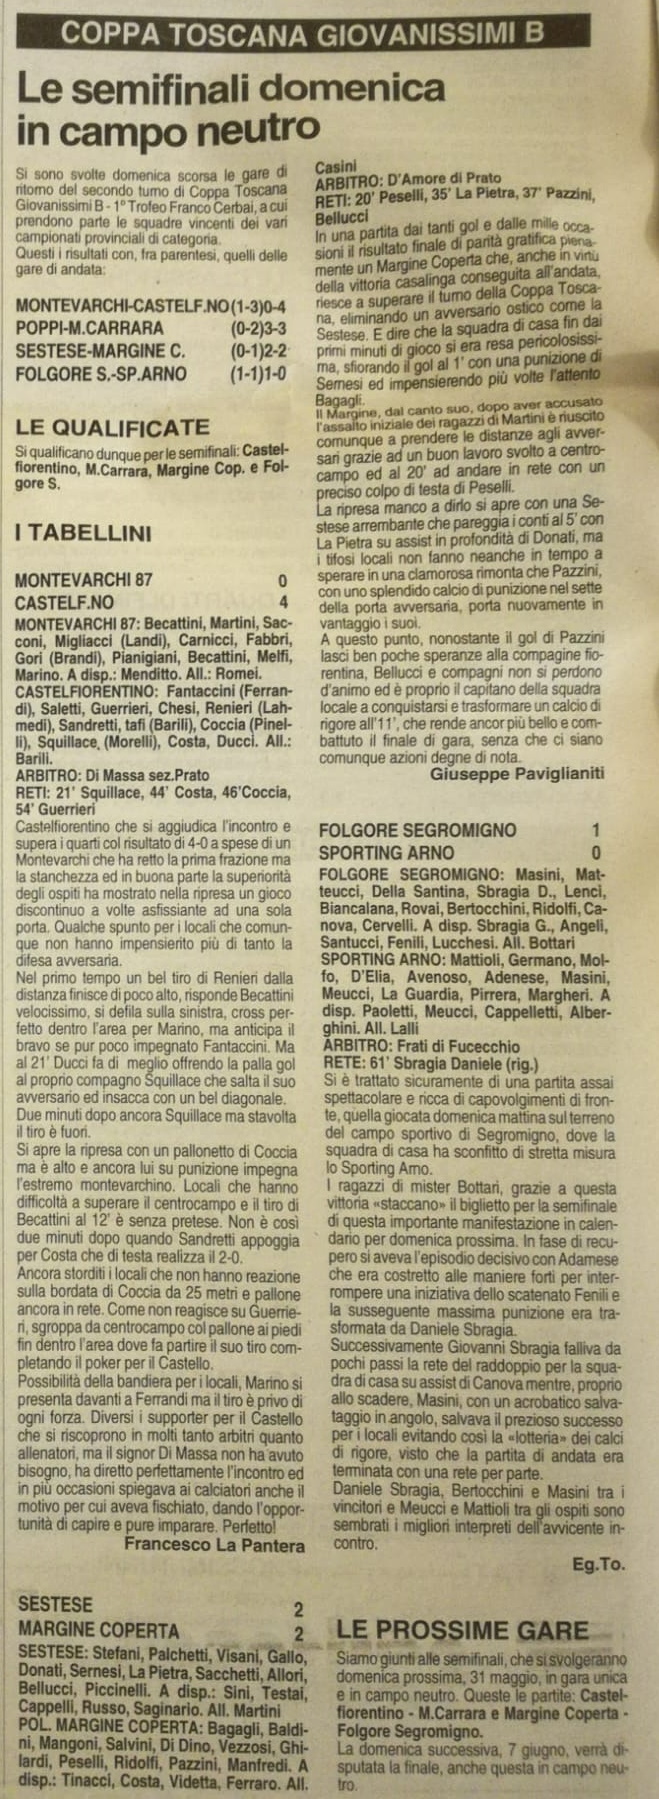 COPPA TOSCANA GIOVANISSIMI B
Le semifinali domenica
in campo neutro
Si sono svolte domenica scorsa le gare di
ritorno del secondo turno di Coppa Toscana
Giovanissimi B - 1° Trofeo Franco Cerbai, a cui
prendono parte le squadre vincenti dei vari
campionati provinciali di categoria.
Questi i risultati con, fra parentesi, quelli delle
gare di andata:
MONTEVARCHI-CASTELF.NO (1-3) 0-4
POPPI-M.CARRARA (0-2) 3-3
SESTESE-MARGINE C. (0-1) 2-2
FOLGORE S.-SP.ARNO (1-1) 1-0
LE QUALIFICATE
Si qualificano dunque per le semifinali: Castel-
fiorentino, M.Carrara, Margine Cop. e Fol-
gore S.
I TABELLINI
MONTEVARCHI 87 0
CASTELF.NO 4
MONTEVARCHI 87: Becattini, Martini, Sac-
coni, Migliacci (Landi), Carnicci, Fabbri,
Gori (Brandi), Pianigiani, Becattini, Melfi,
Marino. A disp.: Menditto. All.: Romei.
CASTELFIORENTINO: Fantaccini (Ferran-
di), Saletti, Guerrieri, Chesi, Renieri (Lah-
medi), Sandretti, tafi (Barili), Coccia (Pinel-
li), Squillace, (Morelli), Costa, Ducci. All.:
Barili.
ARBITRO: Di Massa sez.Prato
RETI: 21' Squillace, 44' Costa, 46'Coccia,
54' Guerrieri
Castelfiorentino che si aggiudica l'incontro e
supera i quarti col risultato di 4-0 a spese di un
Montevarchi che ha retto la prima frazione ma
la stanchezza ed in buona parte la superiorità
degli ospiti ha mostrato nella ripresa un gioco
discontinuo a volte asfissiante ad una sola
porta. Qualche spunto per i locali che comun-
que non hanno impensierito più di tanto la
difesa avversaria.
Nel primo tempo un bel tiro di Renieri dalla
distanza finisce di poco alto, risponde Becattini
velocissimo, si defila sulla sinistra, cross per-
fetto dentro l'area per Marino, ma anticipa il
bravo se pur poco impegnato Fantaccini. Ma
al 21' Ducci fa di meglio offrendo la palla gol
al proprio compagno Squillace che salta il suo
avversario ed insacca con un bel diagonale.
Due minuti dopo ancora Squillace ma stavolta
il tiro è fuori.
Si apre la ripresa con un pallonetto di Coccia
ma è alto e ancora lui su punizione impegna
l'estremo montevarchino. Locali che hanno
difficoltà a superare il centrocampo e il tiro di
Becattini al 12' è senza pretese. Non è così
due minuti dopo quando Sandretti appoggia
per Costa che di testa realizza il 2-0.
Ancora storditi i locali che non hanno reazione
sulla bordata di Coccia da 25 metri e pallone
ancora in rete. Come non reagisce su Guerrie-
ri, sgroppa da centrocampo col pallone ai piedi
fin dentro l'area dove fa partire il suo tiro com-
pletando il poker per il Castello.
Possibilità della bandiera per i locali, Marino si
presenta davanti a Ferrandi ma il tiro è privo di
ogni forza. Diversi i supporter per il Castello
che si riscoprono in molti tanto arbitri quanto
allenatori, ma il signor Di Massa non ha avuto
bisogno, ha diretto perfettamente l'incontro ed
in più occasioni spiegava ai calciatori anche il
motivo per cui aveva fischiato, dando l'oppor-
tunità di capire e pure imparare. Perfetto!
Francesco La Pantera
SESTESE 2
MARGINE COPERTA 2
SESTESE: Stefani, Palchetti, Visani, Gallo,
Donati, Sernesi, La Pietra, Sacchetti, Allori,
Bellucci, Piccinelli. A disp.: Sini, Testai,
Cappelli, Russo, Saginario. All. Martini
POL. MARGINE COPERTA: Bagagli, Baldi-
ni, Mangoni, Salvini, Di Dino, Vezzosi, Ghi-
lardi, Peselli, Ridolfi, Pazzini, Manfredi. A
disp.: Tinacci, Costa, Videtta, Ferraro. All.
Casini
ARBITRO: D'Amore di Prato
RETI: 20' Peselli, 35' La Pietra, 37' Pazzini,
Bellucci
In una partita dai tanti gol e dalle mille occa-
sioni il risultato finale di parità gratifica piena-
mente un Margine Coperta che, anche in virtù
della vittoria casalinga conseguita all'andata,
riesce a superare il turno della Coppa Tosca-
na, eliminando un avversario ostico come la
Sestese. E dire che la squadra di casa fin dai
primi minuti di gioco si era resa pericolosissi-
ma, sfiorando il gol al 1' con una punizione di
Sernesi ed impensierendo più volte l'attento
Bagagli.
Il Margine, dal canto suo, dopo aver accusato
l'assalto iniziale dei ragazzi di Martini è riuscito
comunque a prendere le distanze agli avver-
sari grazie ad un buon lavoro svolto a centro-
campo ed al 20' ad andare in rete con un
preciso colpo di testa di Peselli.
La ripresa manco a dirlo si apre con una Se-
stese arrembante che pareggia i conti al 5' con
La Pietra su assist in profondità di Donati, ma
i tifosi locali non fanno neanche in tempo a
sperare in una clamorosa rimonta che Pazzini,
con uno splendido calcio di punizione nel sette
della porta avversaria, porta nuovamente in
vantaggio i suoi.
A questo punto, nonostante il gol di Pazzini
lasci ben poche speranze alla compagine fio-
rentina, Bellucci e compagni non si perdono
d'animo ed è proprio il capitano della squadra
locale a conquistarsi e trasformare un calcio di
rigore all'11', che rende ancor più bello e com-
battuto il finale di gara, senza che ci siano
comunque azioni degne di nota.
Giuseppe Paviglianiti
FOLGORE SEGROMIGNO 1
SPORTING ARNO 0
FOLGORE SEGROMIGNO: Masini, Mat-
teucci, Della Santina, Sbragia D., Lenci,
Biancalana, Rovai, Bertocchini, Ridolfi, Ca-
nova, Cervelli. A disp. Sbragia G., Angeli,
Santucci, Fenili, Lucchesi. All. Bottari
SPORTING ARNO: Mattioli, Germano, Mol-
fo, D'Elia, Avenoso, Adenese, Masini,
Meucci, La Guardia, Pirrera, Margheri. A
disp. Paoletti, Meucci, Cappelletti, Alber-
ghini. All. Lalli
ARBITRO: Frati di Fucecchio
RETE: 61' Sbragia Daniele (rig.)
Si è trattato sicuramente di una partita assai
spettacolare e ricca di capovolgimenti di fron-
te, quella giocata domenica mattina sul terreno
del campo sportivo di Segromigno, dove la
squadra di casa ha sconfitto di stretta misura
lo Sporting Arno.
I ragazzi di mister Bottari, grazie a questa
vittoria «staccano» il biglietto per la semifinale
di questa importante manifestazione in calen-
dario per domenica prossima. In fase di recu-
pero si aveva l'episodio decisivo con Adamese
che era costretto alle maniere forti per inter-
rompere una iniziativa dello scatenato Fenili e
la susseguente massima punizione era tra-
sformata da Daniele Sbragia.
Successivamente Giovanni Sbragia falliva da
pochi passi la rete del raddoppio per la squa-
dra di casa su assist di Canova mentre, proprio
allo scadere, Masini, con un acrobatico salva-
taggio in angolo, salvava il prezioso successo
per i locali evitando così la «lotteria» dei calci
di rigore, visto che la partita di andata era
terminata con una rete per parte.
Daniele Sbragia, Bertocchini e Masini tra i
vincitori e Meucci e Mattioli tra gli ospiti sono
sembrati i migliori interpreti dell'avvicente in-
contro.
Eg.To.
LE PROSSIME GARE
Siamo giunti alle semifinali, che si svolgeranno
domenica prossima, 31 maggio, in gara unica
e in campo neutro. Queste le partite: Castel-
fiorentino - M.Carrara e Margine Coperta -
Folgore Segromigno.
La domenica successiva, 7 giugno, verrà di-
sputata la finale, anche questa in campo neu-
tro.